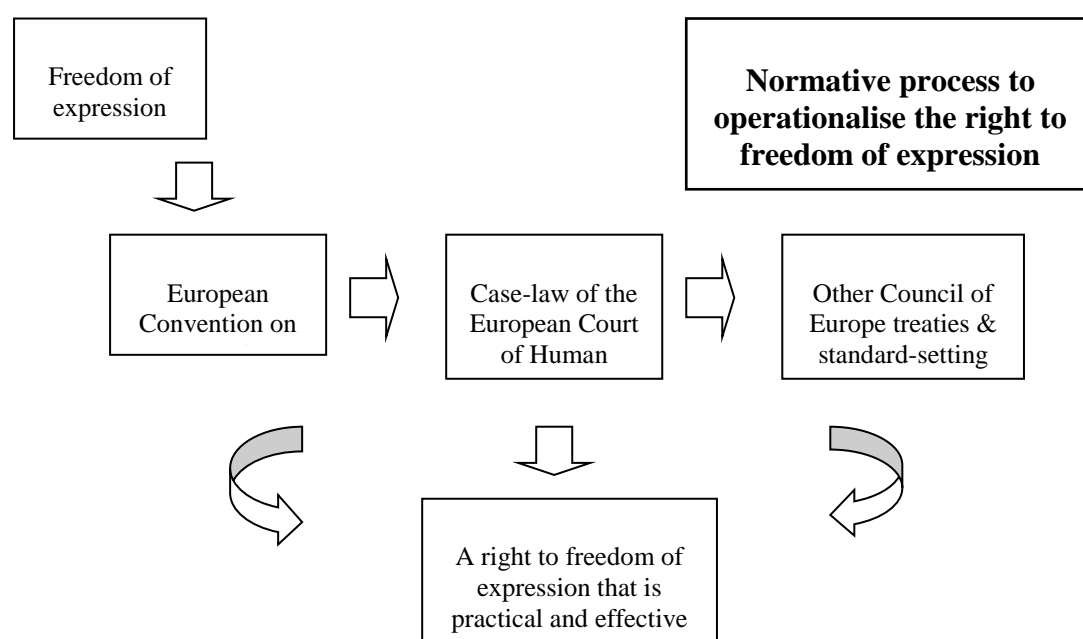 Freedom of
expression
Normative process to
operationalise the right to
freedom of expression
European
Convention on
Case-law of the
European Court
of Human
Other Council of
Europe treaties &
standard-setting
A right to freedom of
expression that is
practical and effective